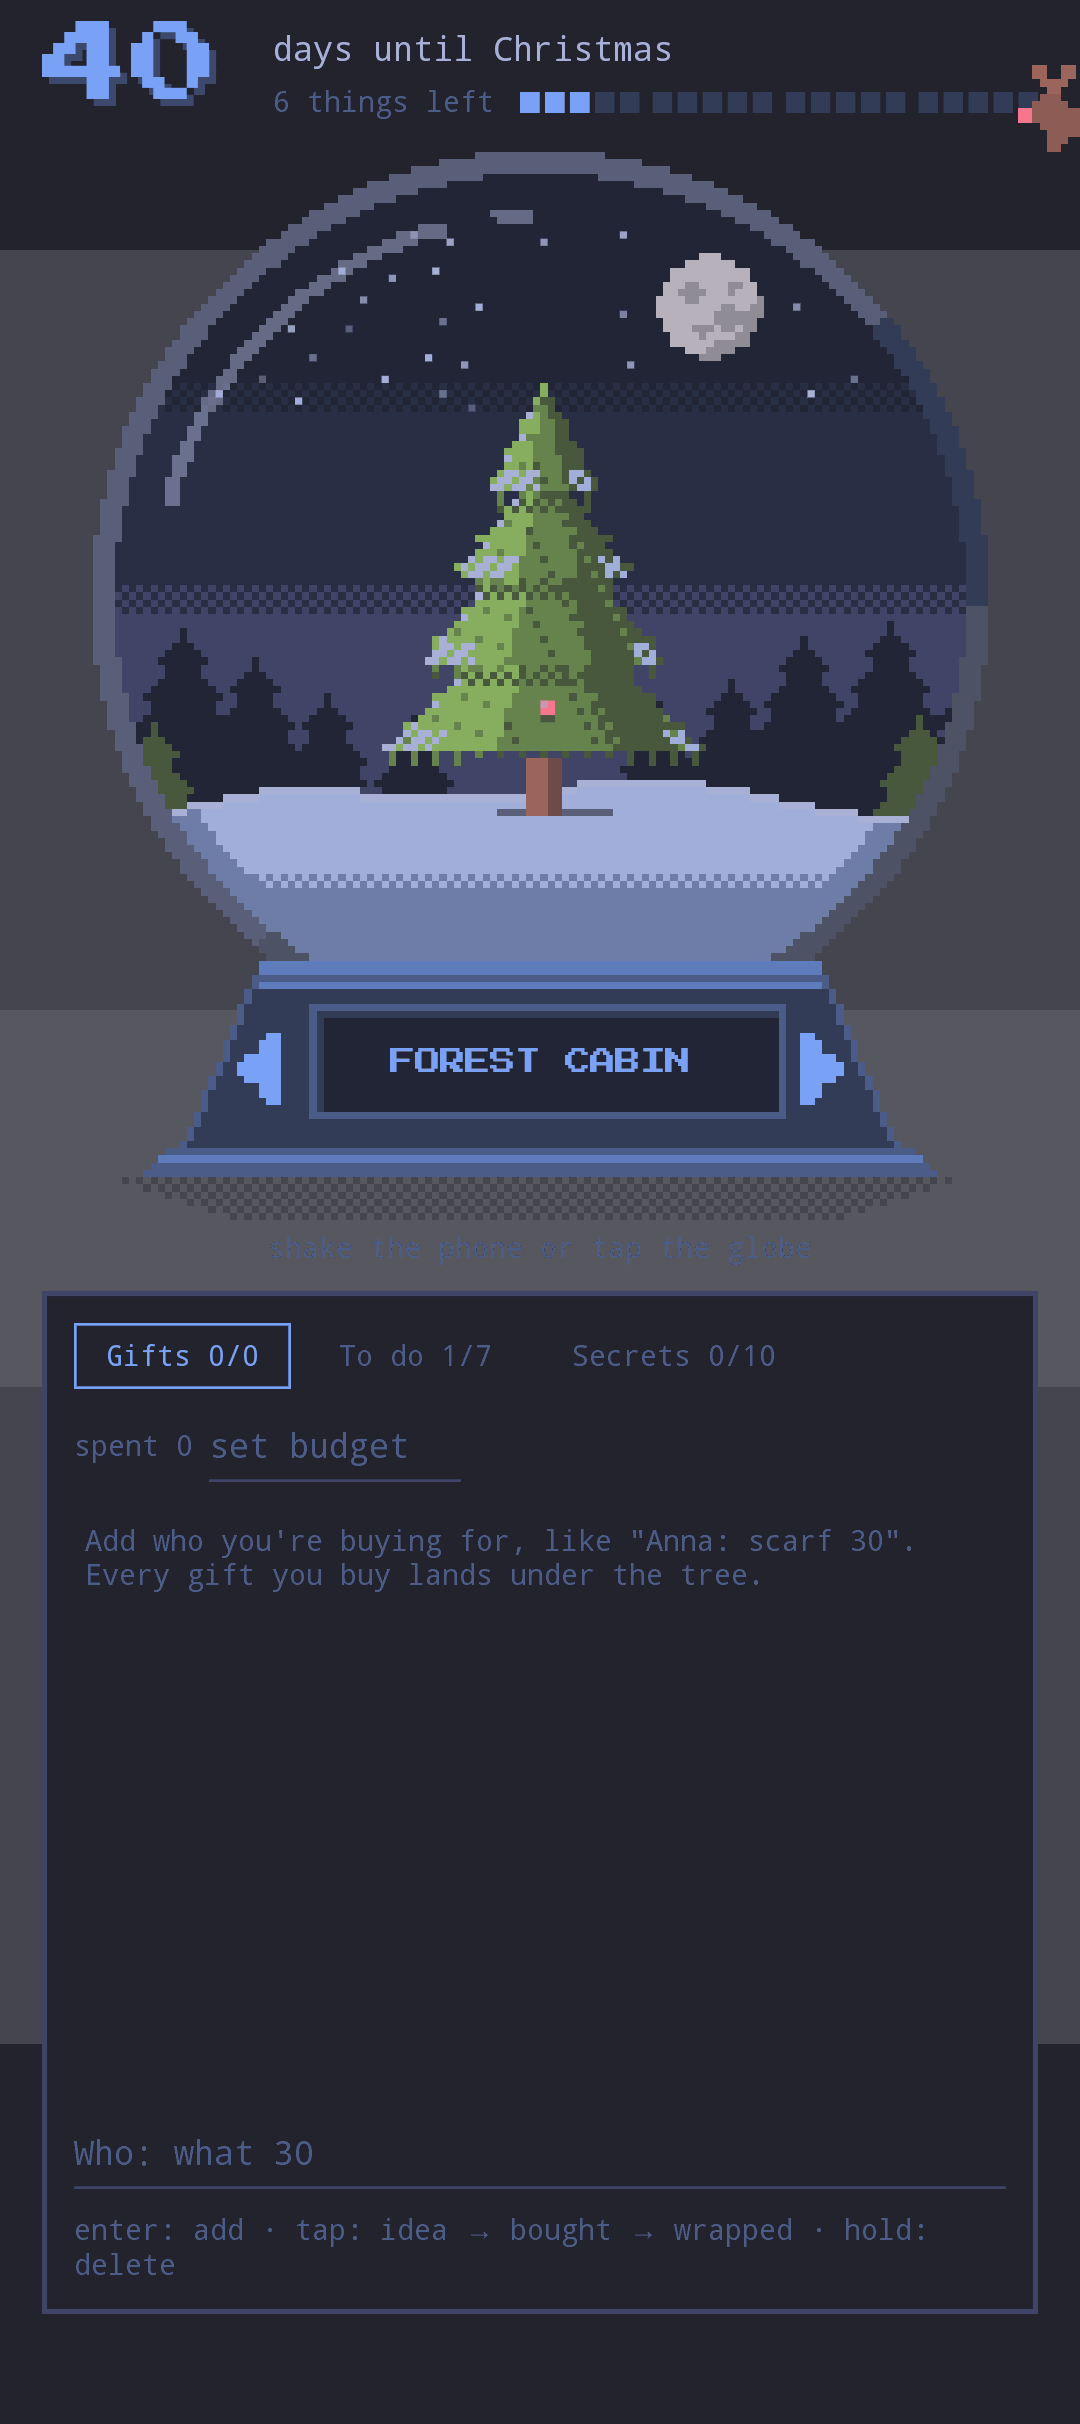 40
days until Christmas
6 things left
FOREST CABIN
shake the phone or tap the globe
Gifts 0/0 To do 1/7 Secrets 0/10
spent 0 set budget
Add who you're buying for, like "Anna: scarf 30".
Every gift you buy lands under the tree.
Who: what 30
enter: add · tap: idea → bought → wrapped · hold:
delete